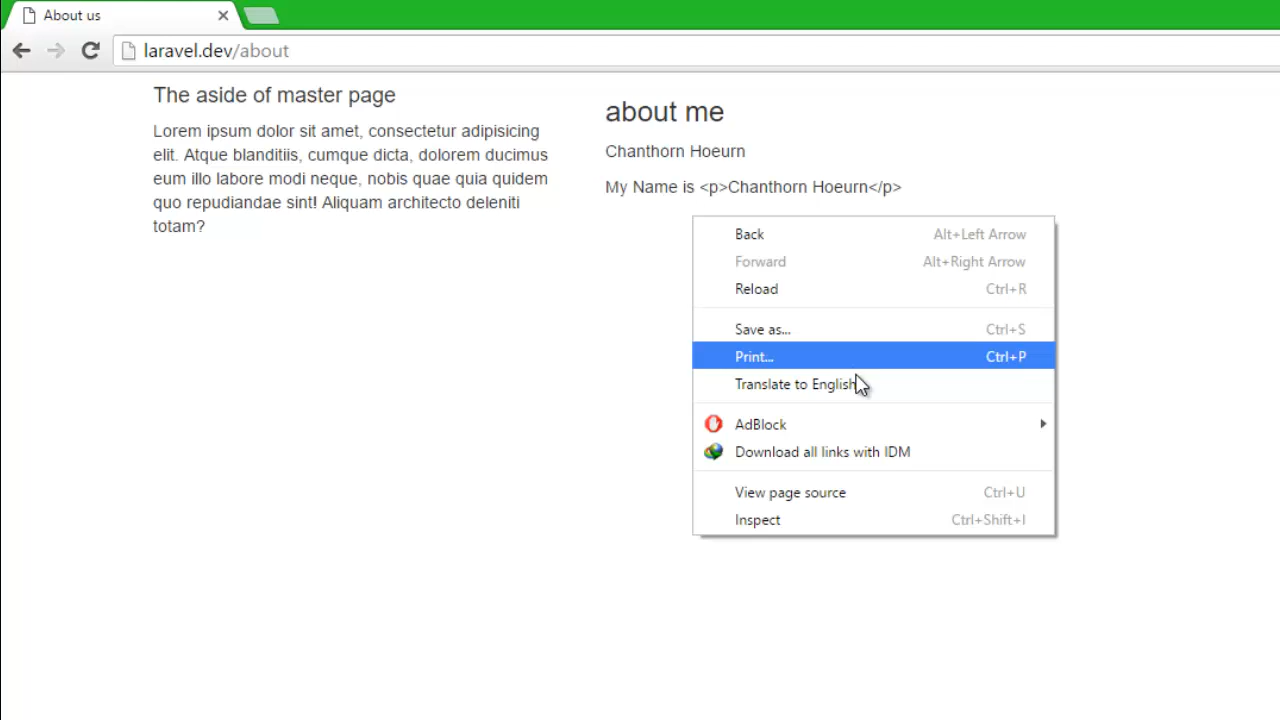 About us
laravel.dev/about
The aside of master page
Lorem ipsum dolor sit amet, consectetur adipisicing
elit. Atque blanditiis, cumque dicta, dolorem ducimus
eum illo labore modi neque, nobis quae quia quidem
quo repudiandae sint! Aliquam architecto deleniti
totam?
about me
Chanthorn Hoeurn
My Name is <p>Chanthorn Hoeurn</p>
Back Alt+Left Arrow
Forward Alt+Right Arrow
Reload Ctrl+R
Save as... Ctrl+S
Print... Ctrl+P
Translate to English
AdBlock
Download all links with IDM
View page source Ctrl+U
Inspect Ctrl+Shift+I